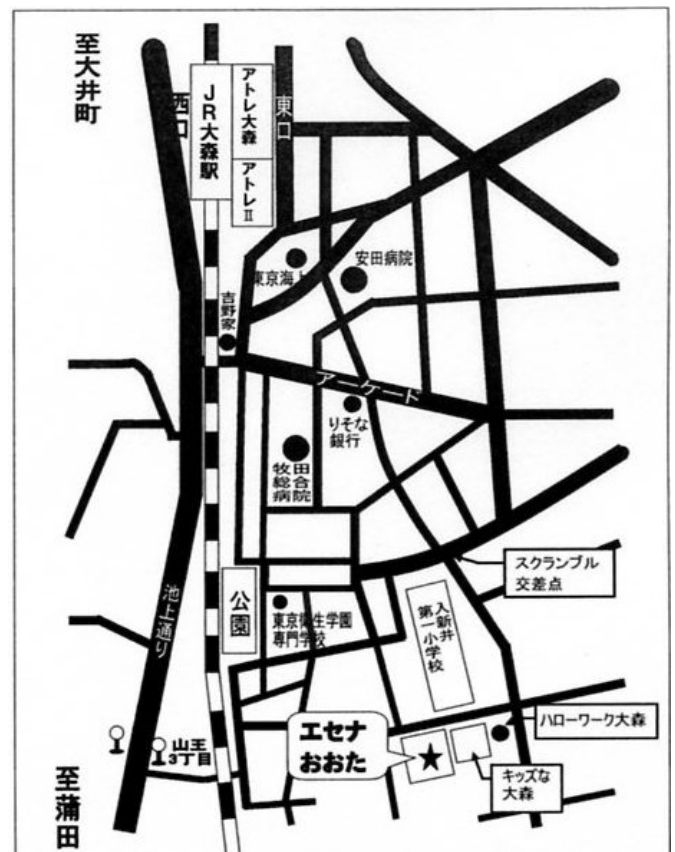 至大井町
西口
JR大森駅
アトレ大森
アトレⅡ
東口
東京海上
安田病院
吉野家
アーケード
りそな
銀行
牧田
総合
病院
スクランブル
交差点
公園
池上通り
東京衛生学園
専門学校
入新井
第一小学校
ハローワーク大森
エセナ
おおた
キッズな
大森
山王
3丁目
至蒲田